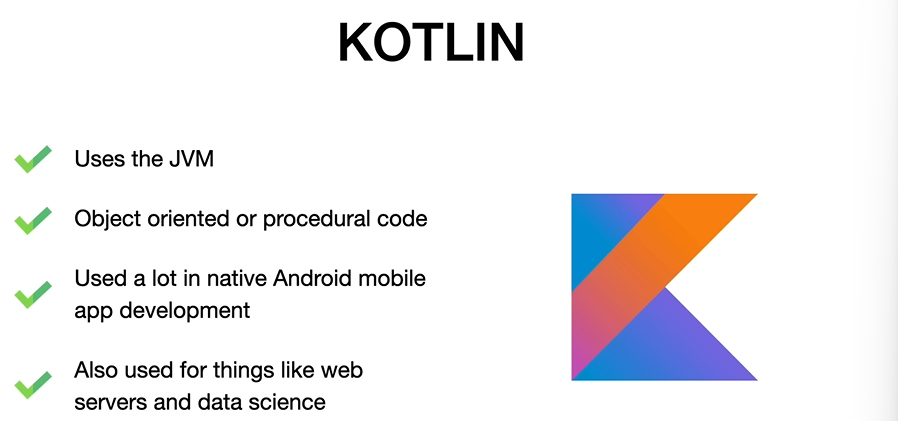 KOTLIN
Uses the JVM
Object oriented or procedural code
Used a lot in native Android mobile
app development
Also used for things like web
servers and data science